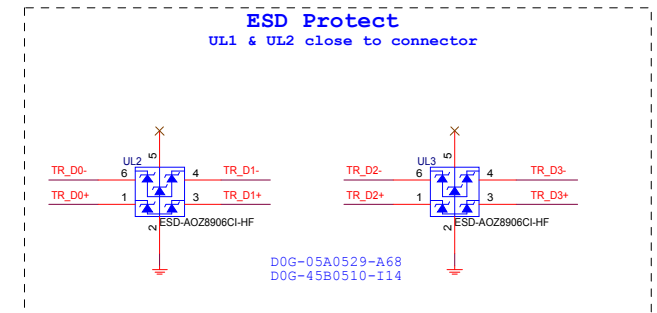 ESD Protect
UL1 & UL2 close to connector
UL2
5
TR_D0-
6
4
TR_D1-
TR_D0+
1
3
TR_D1+
ESD-AOZ8906CI-HF
2
UL3
5
TR_D2-
6
4
TR_D3-
TR_D2+
1
3
TR_D3+
ESD-AOZ8906CI-HF
2
D0G-05A0529-A68
D0G-45B0510-I14